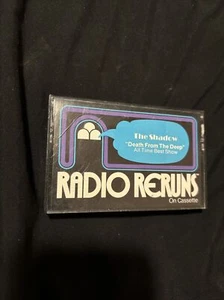 The Shadow
"Death From The Deep"
All Time Best Show
RADIO RERUNS
On Cassette